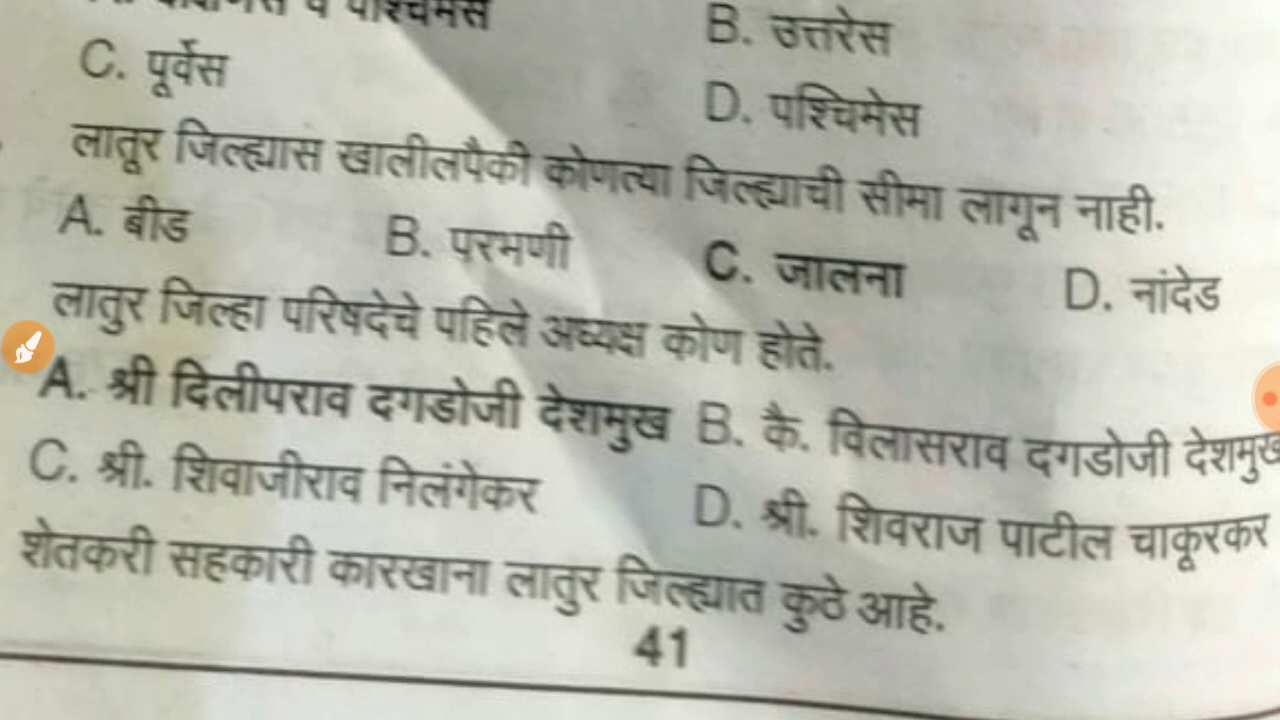 व पश्चिमेस
B. उत्तरेस
C. पूर्वेस
D. पश्चिमेस
लातूर जिल्ह्यास खालीलपैकी कोणत्या जिल्ह्याची सीमा लागून नाही.
A. बीड B. परभणी C. जालना D. नांदेड
लातुर जिल्हा परिषदेचे पहिले अध्यक्ष कोण होते.
A. श्री दिलीपराव दगडोजी देशमुख B. कै. विलासराव दगडोजी देशमुख
C. श्री. शिवाजीराव निलंगेकर D. श्री. शिवराज पाटील चाकूरकर
शेतकरी सहकारी कारखाना लातुर जिल्ह्यात कुठे आहे.
41